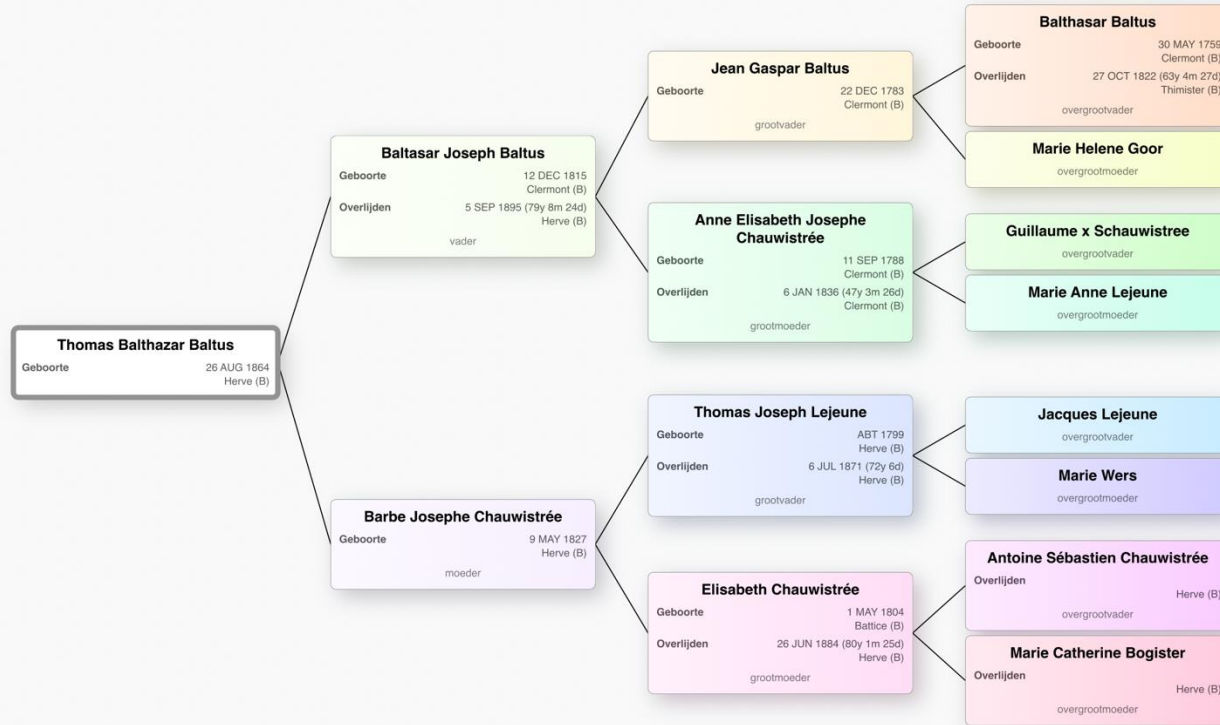 Thomas Balthazar Baltus
Geboorte 26 AUG 1864
Herve (B)
Baltasar Joseph Baltus
Geboorte 12 DEC 1815
Clermont (B)
Overlijden 5 SEP 1895 (79y 8m 24d)
Herve (B)
vader
Barbe Josephe Chauwistrée
Geboorte 9 MAY 1827
Herve (B)
moeder
Jean Gaspar Baltus
Geboorte 22 DEC 1783
Clermont (B)
grootvader
Anne Elisabeth Josephe
Chauwistrée
Geboorte 11 SEP 1788
Clermont (B)
Overlijden 6 JAN 1836 (47y 3m 26d)
Clermont (B)
grootmoeder
Thomas Joseph Lejeune
Geboorte ABT 1799
Herve (B)
Overlijden 6 JUL 1871 (72y 6d)
Herve (B)
grootvader
Elisabeth Chauwistrée
Geboorte 1 MAY 1804
Battice (B)
Overlijden 26 JUN 1884 (80y 1m 25d)
Herve (B)
grootmoeder
Balthasar Baltus
Geboorte 30 MAY 1759
Clermont (B)
Overlijden 27 OCT 1822 (63y 4m 27d)
Thimister (B)
overgrootvader
Marie Helene Goor
overgrootmoeder
Guillaume x Schauwistree
overgrootvader
Marie Anne Lejeune
overgrootmoeder
Jacques Lejeune
overgrootvader
Marie Wers
overgrootmoeder
Antoine Sébastien Chauwistrée
Overlijden
Herve (B)
overgrootvader
Marie Catherine Bogister
Overlijden
Herve (B)
overgrootmoeder